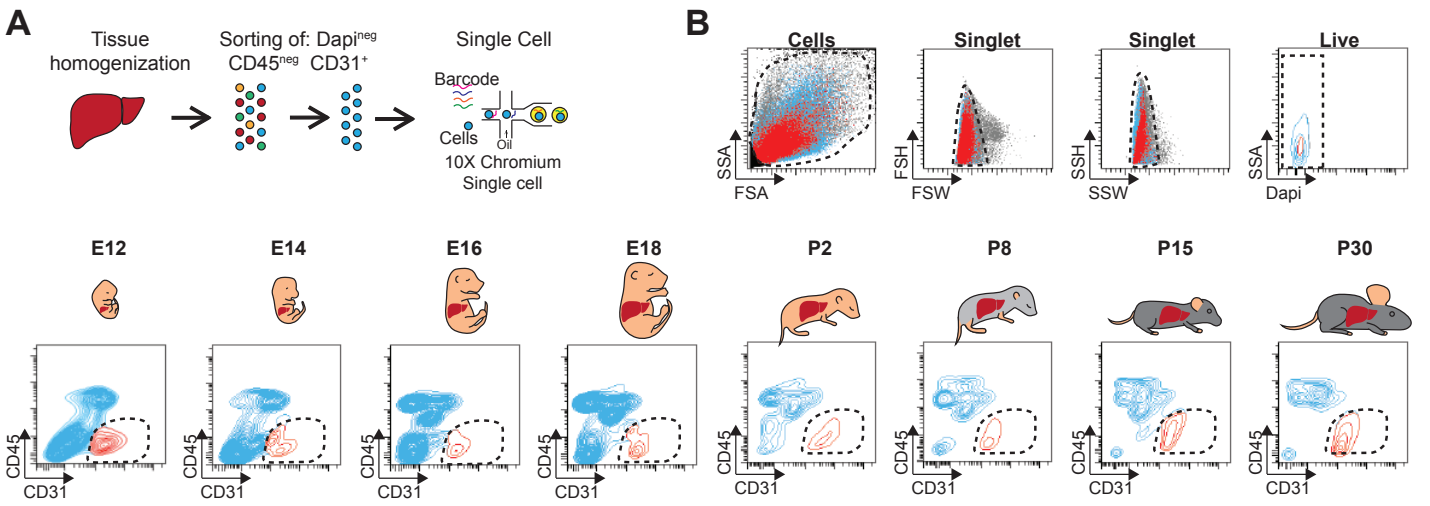 A
Tissue
homogenization
Sorting of: Dapineg
CD45neg CD31+
Single Cell
Barcode
Cells
Oil
10X Chromium
Single cell
B
Cells
SSA
FSA
Singlet
FSH
FSW
Singlet
SSH
SSW
Live
SSA
Dapi
E12
E14
E16
E18
P2
P8
P15
P30
CD45
CD31
CD45
CD31
CD45
CD31
CD45
CD31
CD45
CD31
CD45
CD31
CD45
CD31
CD45
CD31